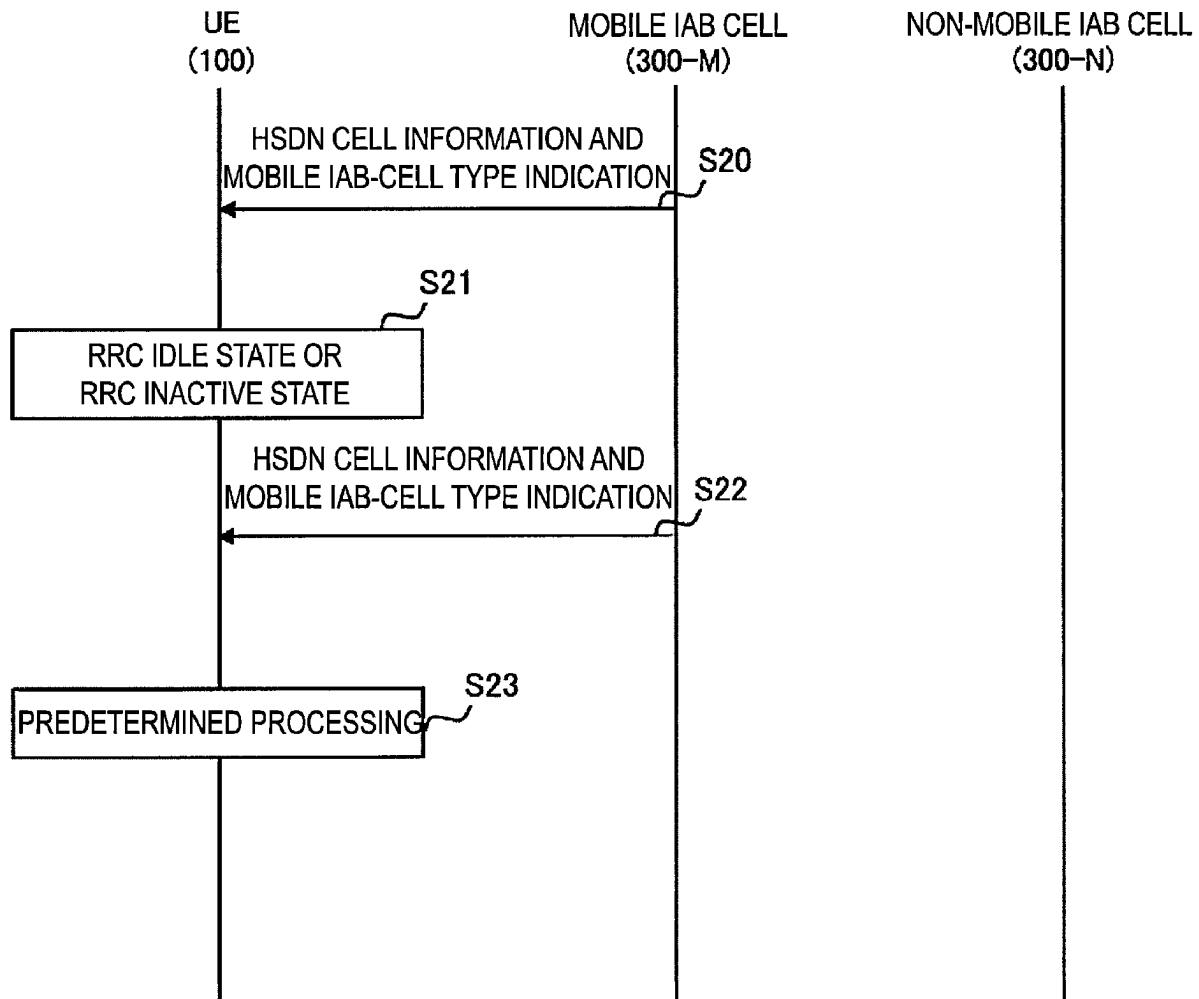 UE
(100)
MOBILE IAB CELL
(300-M)
NON-MOBILE IAB CELL
(300-N)
HSDN CELL INFORMATION AND
MOBILE IAB-CELL TYPE INDICATION
S20
S21
RRC IDLE STATE OR
RRC INACTIVE STATE
HSDN CELL INFORMATION AND
MOBILE IAB-CELL TYPE INDICATION
S22
S23
PREDETERMINED PROCESSING